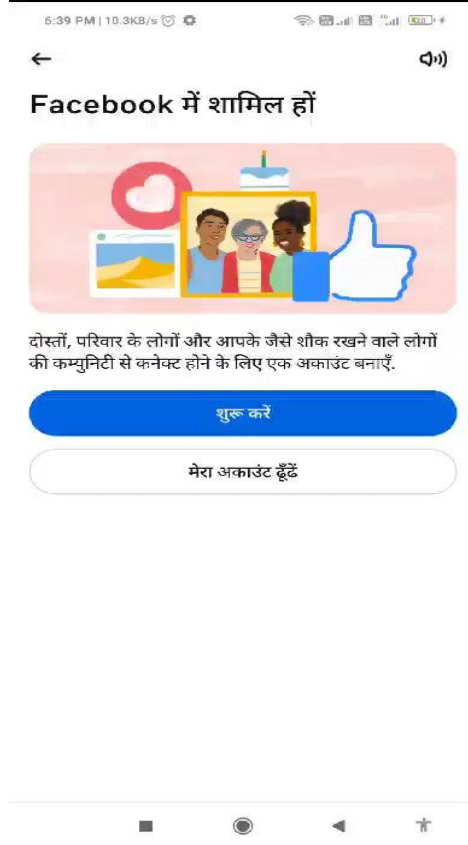 6:39 PM | 10.3KB/s
Facebook में शामिल हों
दोस्तों, परिवार के लोगों और आपके जैसे शौक रखने वाले लोगों
की कम्युनिटी से कनेक्ट होने के लिए एक अकाउंट बनाएँ.
शुरू करें
मेरा अकाउंट ढूँढें